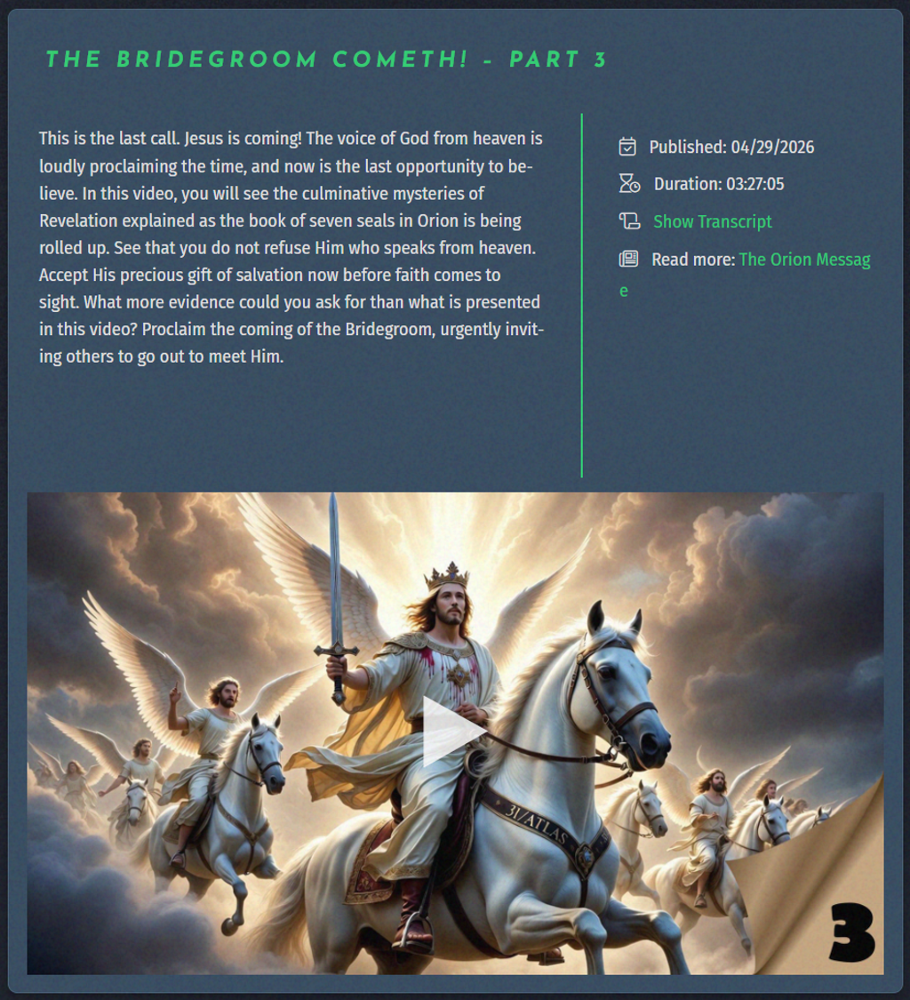 THE BRIDEGROOM COMETH! - PART 3
This is the last call. Jesus is coming! The voice of God from heaven is
loudly proclaiming the time, and now is the last opportunity to be-
lieve. In this video, you will see the culminative mysteries of
Revelation explained as the book of seven seals in Orion is being
rolled up. See that you do not refuse Him who speaks from heaven.
Accept His precious gift of salvation now before faith comes to
sight. What more evidence could you ask for than what is presented
in this video? Proclaim the coming of the Bridegroom, urgently invit-
ing others to go out to meet Him.
Published: 04/29/2026
Duration: 03:27:05
Show Transcript
Read more: The Orion Messag
e
3I/ATLAS
3